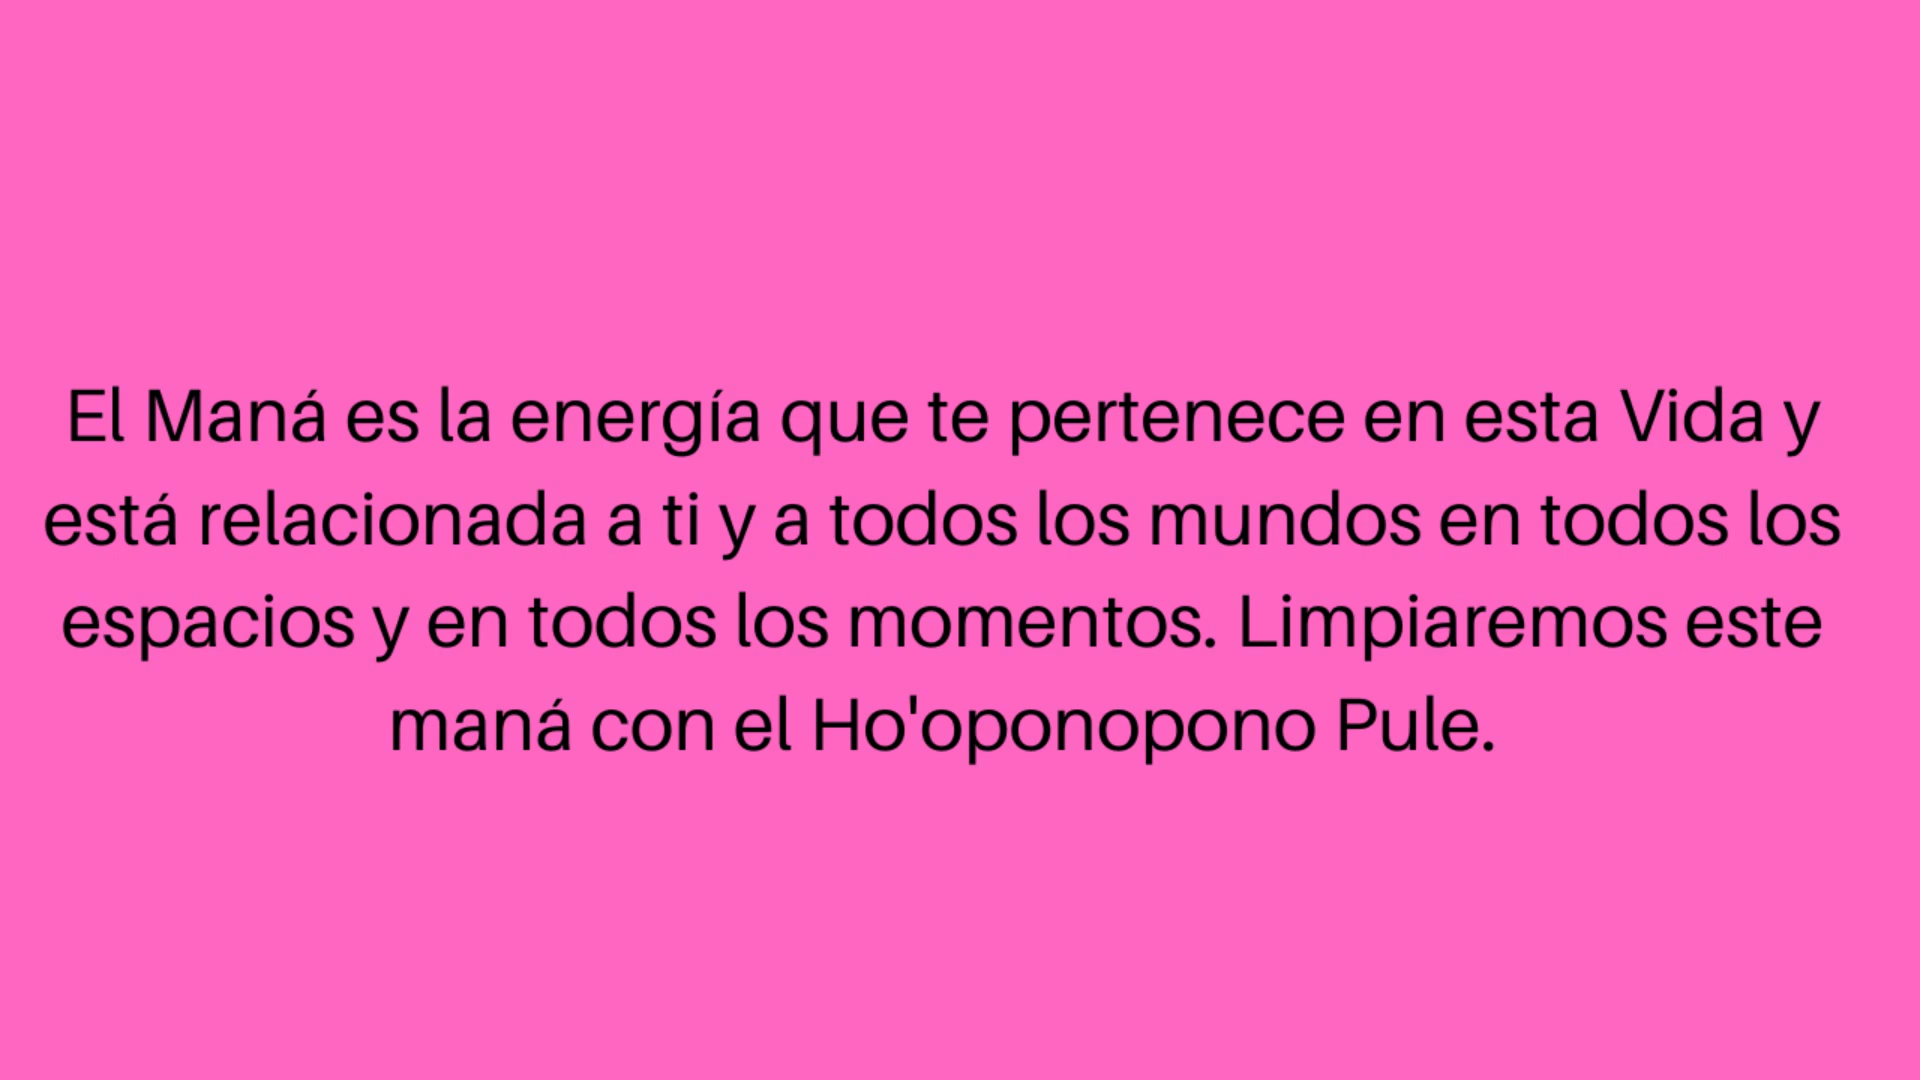 El Maná es la energía que te pertenece en esta Vida y
está relacionada a ti y a todos los mundos en todos los
espacios y en todos los momentos. Limpiaremos este
maná con el Ho'oponopono Pule.